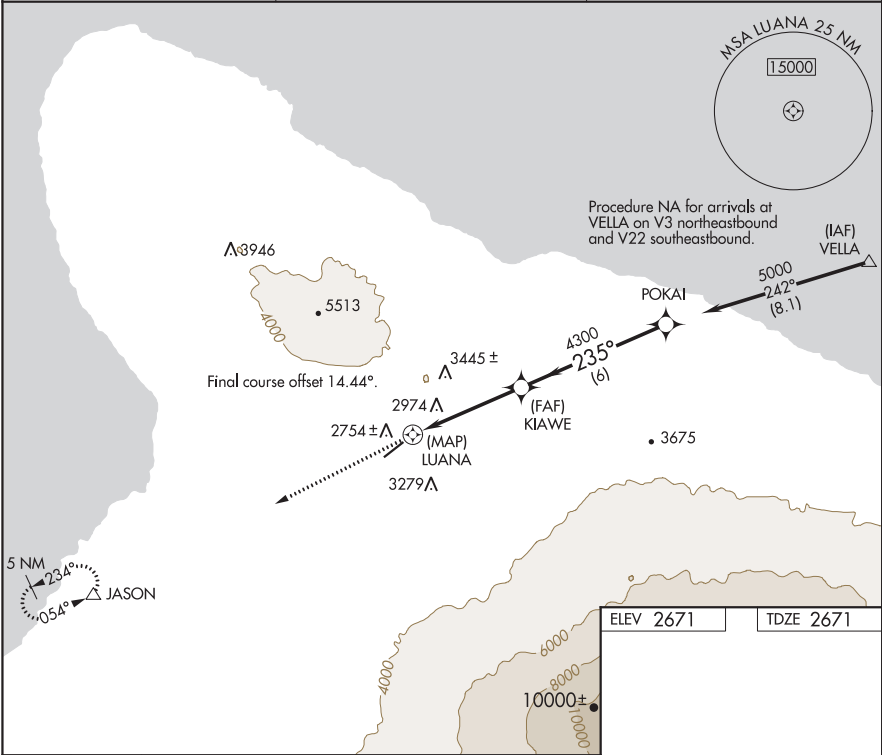 MSA LUANA 25 NM
15000
Procedure NA for arrivals at
VELLA on V3 northeastbound
and V22 southeastbound.
(IAF)
VELLA
5000
242°
(8.1)
POKAI
3946
5513
4000
4300
235°
(6)
3445 ±
Final course offset 14.44°.
2974
(FAF)
KIAWE
2754 ±
(MAP)
LUANA
3675
3279
5 NM
234°
054°
JASON
ELEV 2671
TDZE 2671
4000
6000
8000
10000±
10000